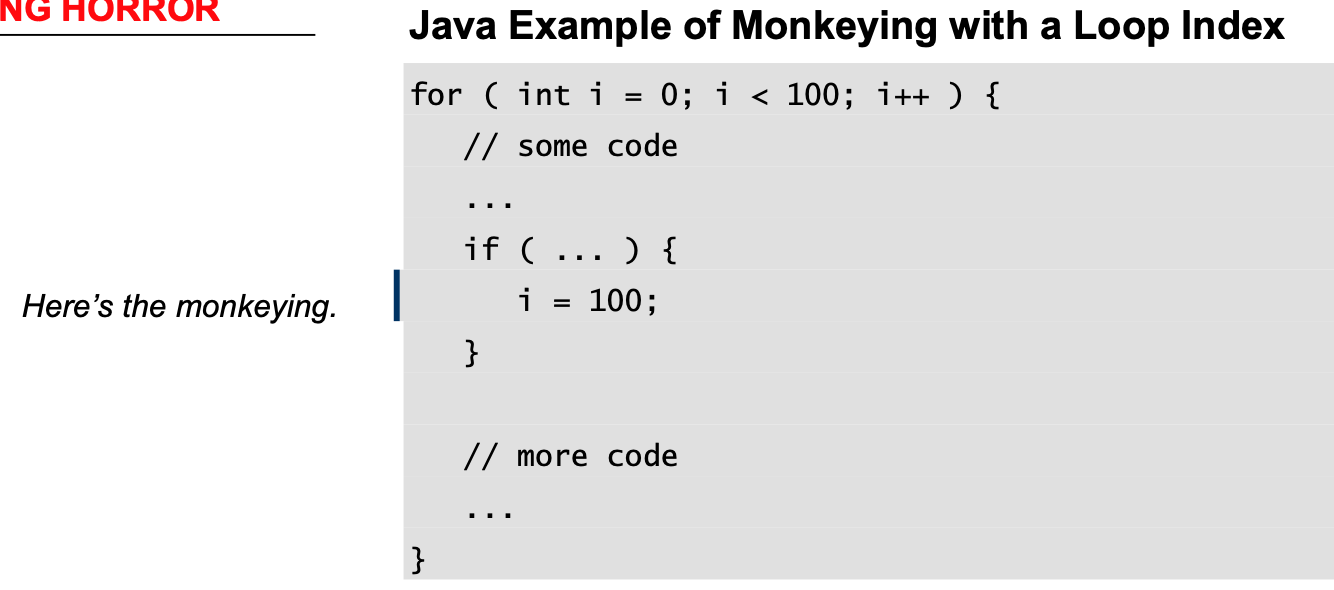 NG HORROR
Java Example of Monkeying with a Loop Index
for ( int i = 0; i < 100; i++ ) {
   // some code
   ...
   if ( ... ) {
Here’s the monkeying.
      i = 100;
   }
   // more code
   ...
}